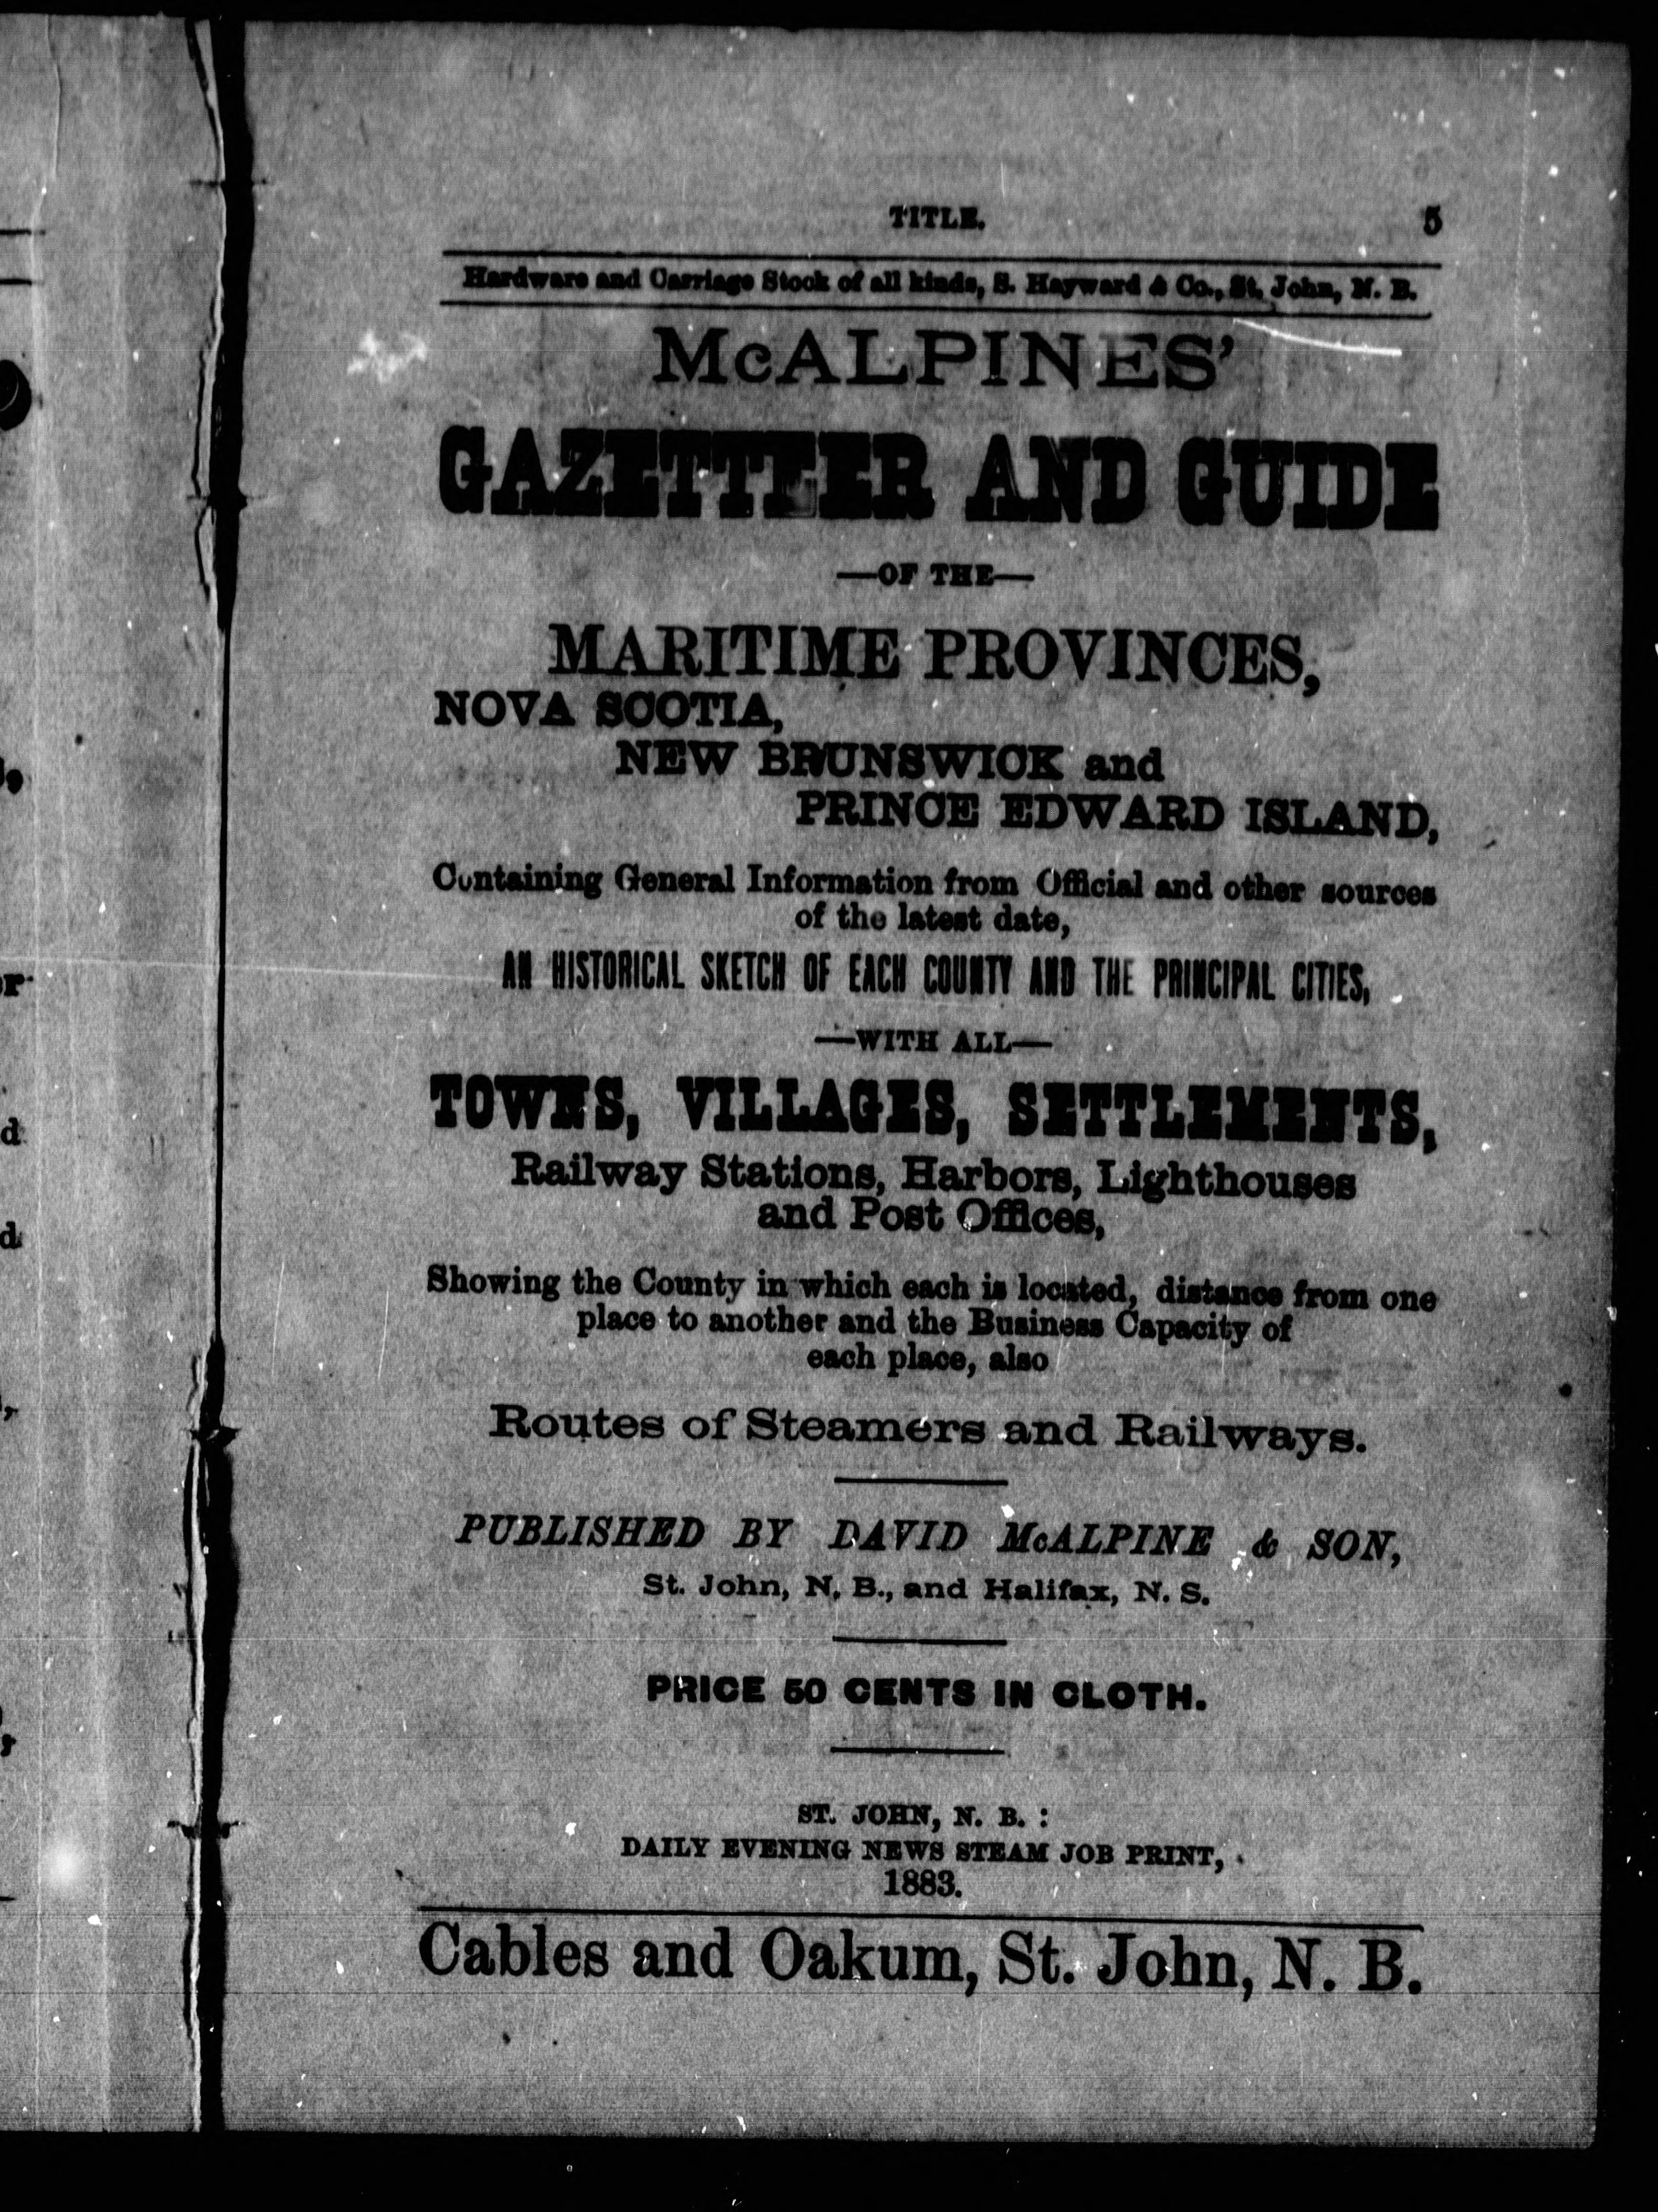 TITLE. 5
Hardware and Carriage Stock of all kinds, S. Hayward & Co., St. John, N. B.
McALPINES'
GAZETTEER AND GUIDE
—OF THE—
MARITIME PROVINCES,
NOVA SCOTIA,
NEW BRUNSWICK and
PRINCE EDWARD ISLAND,
Containing General Information from Official and other sources
of the latest date,
AN HISTORICAL SKETCH OF EACH COUNTY AND THE PRINCIPAL CITIES,
—WITH ALL—
TOWNS, VILLAGES, SETTLEMENTS,
Railway Stations, Harbors, Lighthouses
and Post Offices,
Showing the County in which each is located, distance from one
place to another and the Business Capacity of
each place, also
Routes of Steamers and Railways.
PUBLISHED BY DAVID McALPINE & SON,
St. John, N. B., and Halifax, N. S.
PRICE 50 CENTS IN CLOTH.
ST. JOHN, N. B. :
DAILY EVENING NEWS STEAM JOB PRINT,
1883.
Cables and Oakum, St. John, N. B.